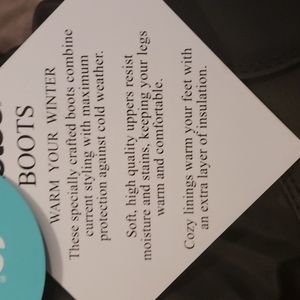 BOOTS
WARM YOUR WINTER
These specially crafted boots combine
current styling with maximum
protection against cold weather.
Soft, high quality uppers resist
moisture and stains, keeping your legs
warm and comfortable.
Cozy linings warm your feet with
an extra layer of insulation.